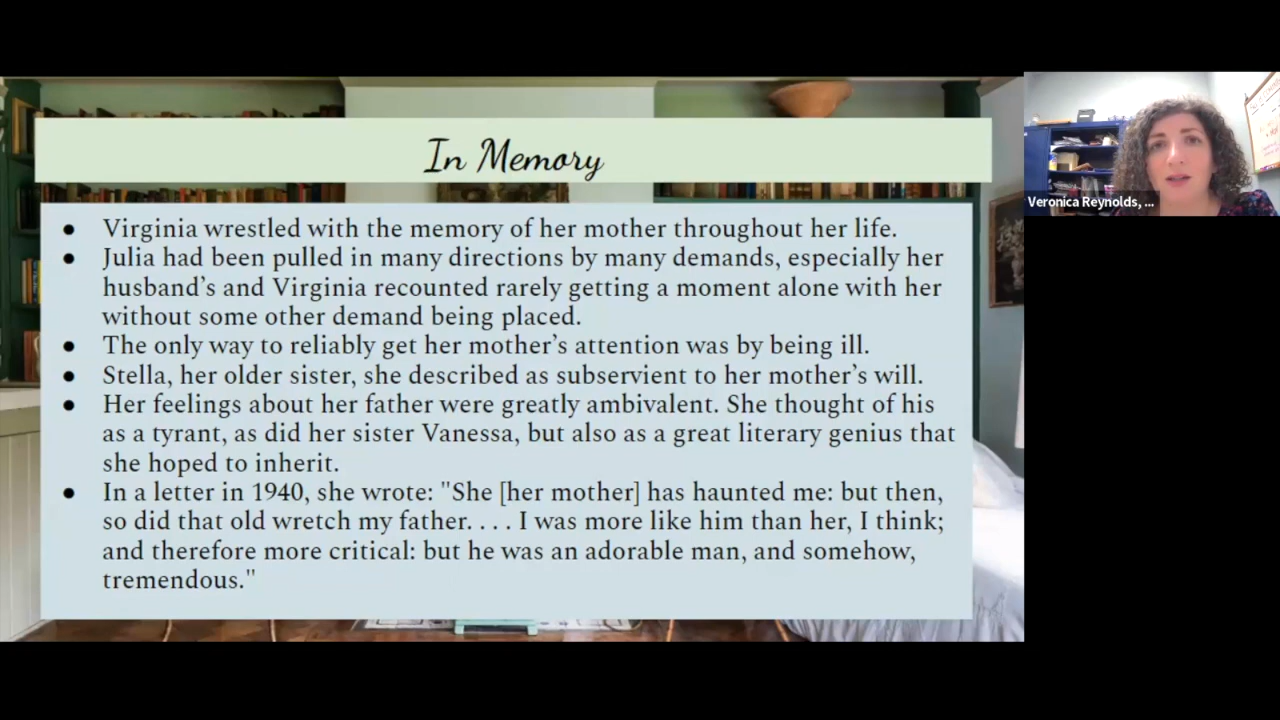 In Memory
● Virginia wrestled with the memory of her mother throughout her life.
● Julia had been pulled in many directions by many demands, especially her
husband’s and Virginia recounted rarely getting a moment alone with her
without some other demand being placed.
● The only way to reliably get her mother’s attention was by being ill.
● Stella, her older sister, she described as subservient to her mother’s will.
● Her feelings about her father were greatly ambivalent. She thought of his
as a tyrant, as did her sister Vanessa, but also as a great literary genius that
she hoped to inherit.
● In a letter in 1940, she wrote: "She [her mother] has haunted me: but then,
so did that old wretch my father. . . . I was more like him than her, I think;
and therefore more critical: but he was an adorable man, and somehow,
tremendous."
Veronica Reynolds, ...